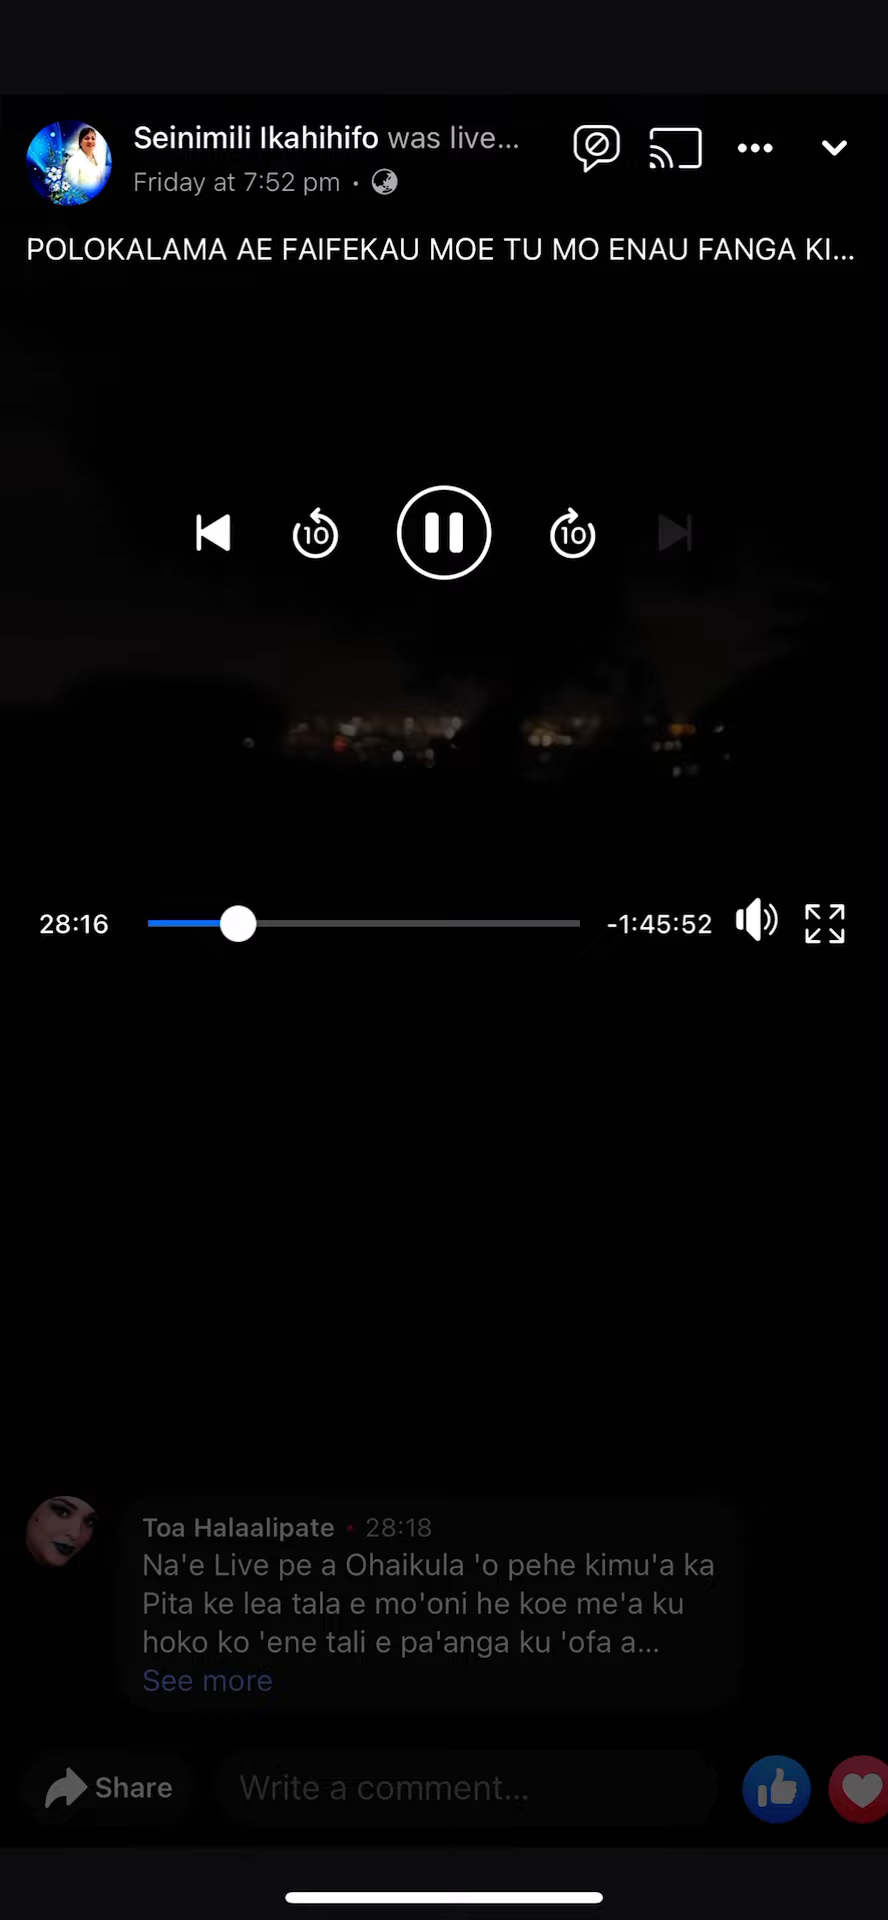 Seinimili Ikahihifo was live...
Friday at 7:52 pm ·
POLOKALAMA AE FAIFEKAU MOE TU MO ENAU FANGA KI...
10
10
28:16
-1:45:52
Toa Halaalipate · 28:18
Na'e Live pe a Ohaikula 'o pehe kimu'a ka
Pita ke lea tala e mo'oni he koe me'a ku
hoko ko 'ene tali e pa'anga ku 'ofa a...
See more
Share
Write a comment...